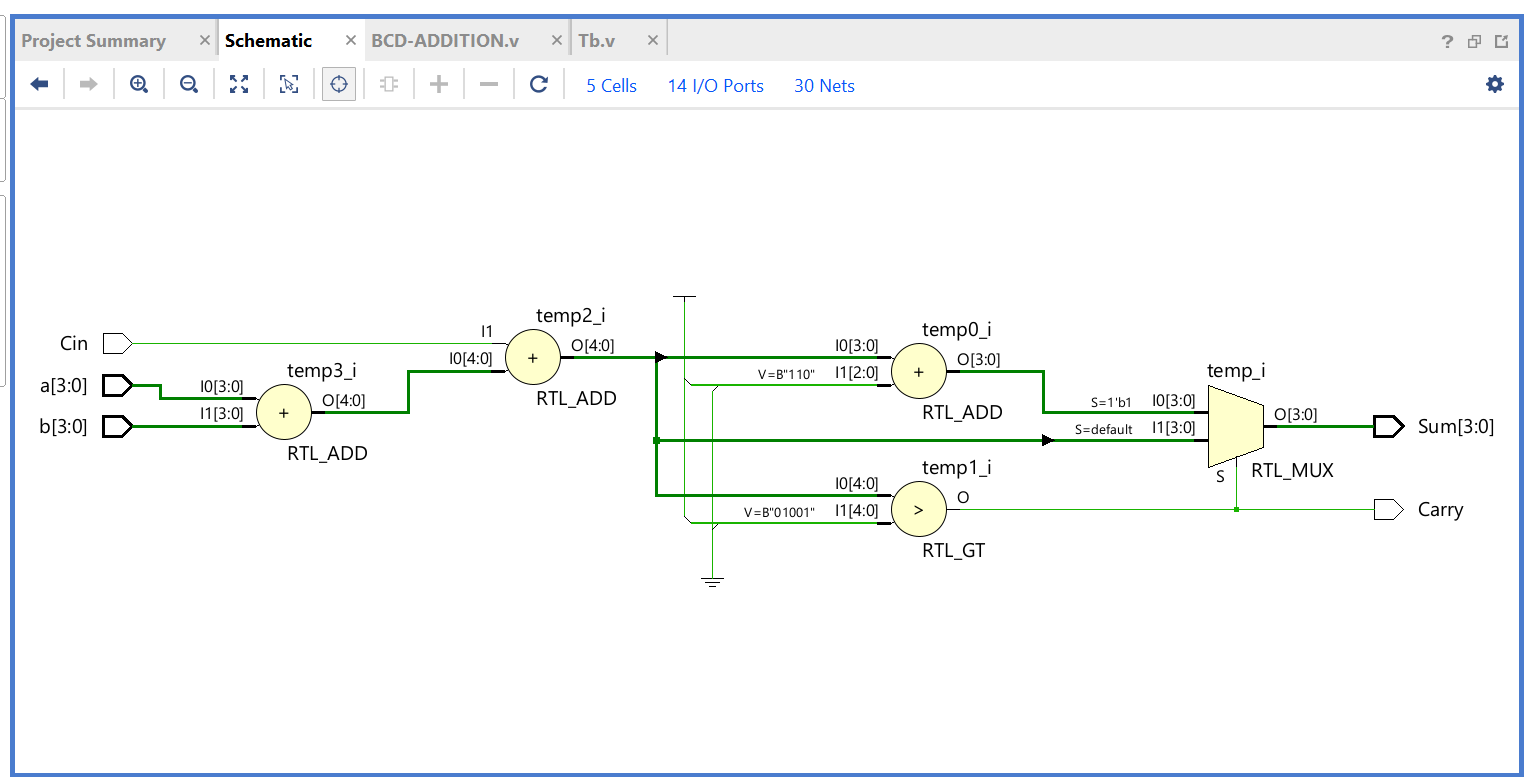 Project Summary × Schematic × BCD-ADDITION.v × Tb.v × ?
5 Cells 14 I/O Ports 30 Nets
Cin
a[3:0]
b[3:0]
I0[3:0]
I1[3:0]
temp3_i
+
O[4:0]
RTL_ADD
I1
I0[4:0]
temp2_i
+
O[4:0]
RTL_ADD
temp0_i
I0[3:0]
V=B"110" I1[2:0]
+
O[3:0]
RTL_ADD
temp1_i
I0[4:0]
V=B"01001" I1[4:0]
>
O
RTL_GT
temp_i
S=1'b1 I0[3:0]
S=default I1[3:0]
O[3:0]
S
RTL_MUX
Sum[3:0]
Carry